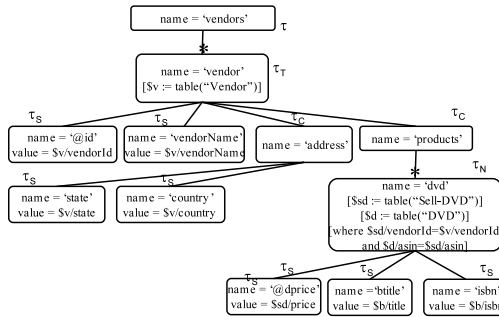 name = ‘vendors’
τ
*
name = ‘vendor’
[$v := table(“Vendor”)]
τT
τS
τS
τC
τC
name = ‘@id’
value = $v/vendorId
name = ‘vendorName’
value = $v/vendorName
name = ‘address’
name = ‘products’
*
τN
τS
τS
name = ‘state’
value = $v/state
name = ‘country’
value = $v/country
name = ‘dvd’
[$sd := table(“Sell-DVD”)]
[$d := table(“DVD”)]
[where $sd/vendorId=$v/vendorId
and $d/asin=$sd/asin]
τS
τS
τS
name = ‘@dprice’
value = $sd/price
name =‘btitle’
value = $b/title
name = ‘isbn’
value = $b/isbn